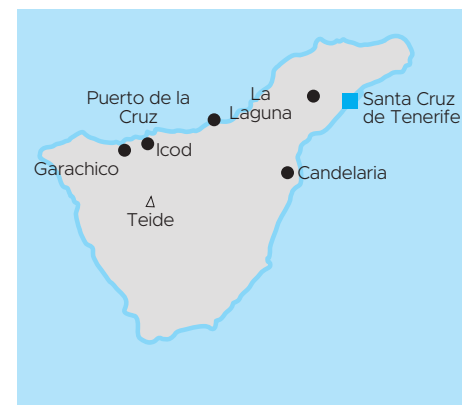 La
Laguna
Puerto de la
Cruz
Santa Cruz
de Tenerife
Icod
Garachico
Candelaria
Teide